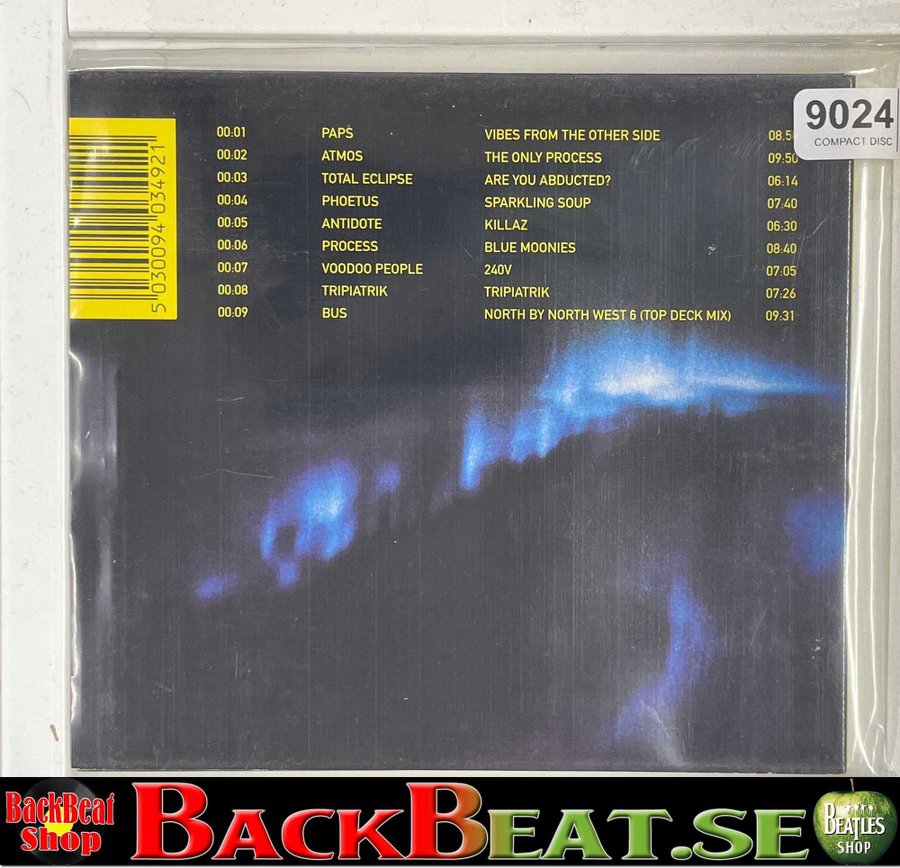 9024
COMPACT DISC
5 030094 034921
00:01 PAPS VIBES FROM THE OTHER SIDE 08.5
00:02 ATMOS THE ONLY PROCESS 09:50
00:03 TOTAL ECLIPSE ARE YOU ABDUCTED? 06:14
00:04 PHOETUS SPARKLING SOUP 07:40
00:05 ANTIDOTE KILLAZ 06:30
00:06 PROCESS BLUE MOONIES 08:40
00:07 VOODOO PEOPLE 240V 07:05
00:08 TRIPIATRIK TRIPIATRIK 07:26
00:09 BUS NORTH BY NORTH WEST 6 (TOP DECK MIX) 09:31
BackBeat
Shop
BACKBEAT.SE
BEATLES
SHOP